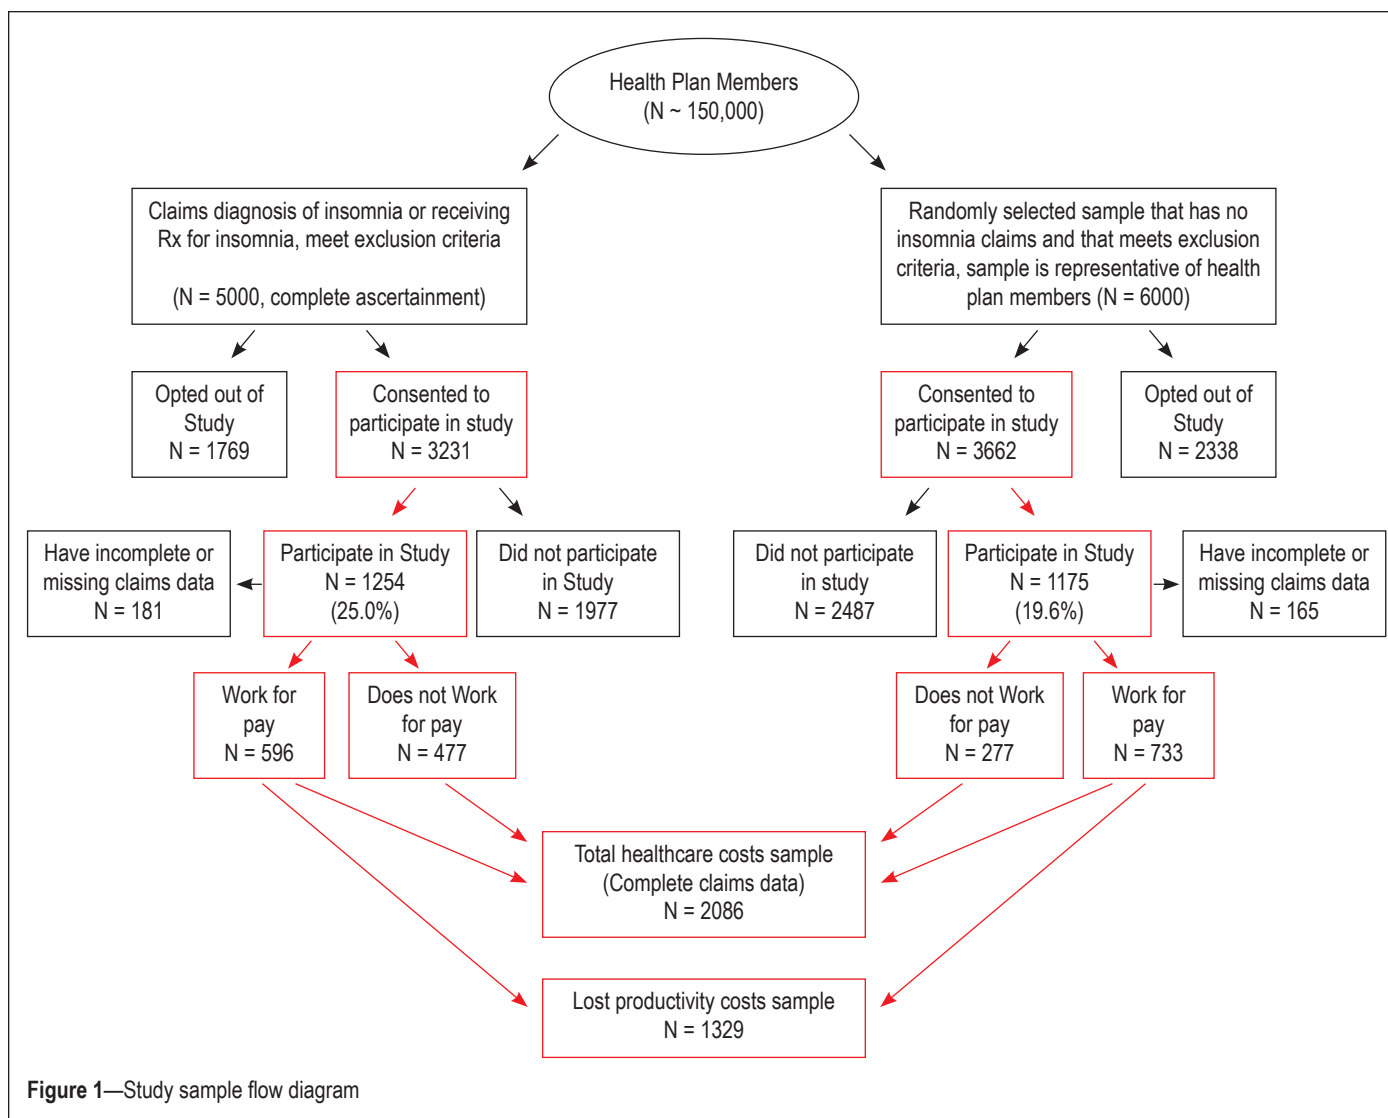 Health Plan Members
(N ~ 150,000)
Claims diagnosis of insomnia or receiving
Rx for insomnia, meet exclusion criteria
(N = 5000, complete ascertainment)
Randomly selected sample that has no
insomnia claims and that meets exclusion
criteria, sample is representative of health
plan members (N = 6000)
Opted out of
Study
N = 1769
Consented to
participate in study
N = 3231
Consented to
participate in study
N = 3662
Opted out of
Study
N = 2338
Have incomplete or
missing claims data
N = 181
Participate in Study
N = 1254
(25.0%)
Did not participate
in Study
N = 1977
Did not participate
in study
N = 2487
Participate in Study
N = 1175
(19.6%)
Have incomplete or
missing claims data
N = 165
Work for
pay
N = 596
Does not Work
for pay
N = 477
Does not Work
for pay
N = 277
Work for
pay
N = 733
Total healthcare costs sample
(Complete claims data)
N = 2086
Lost productivity costs sample
N = 1329
Figure 1—Study sample flow diagram